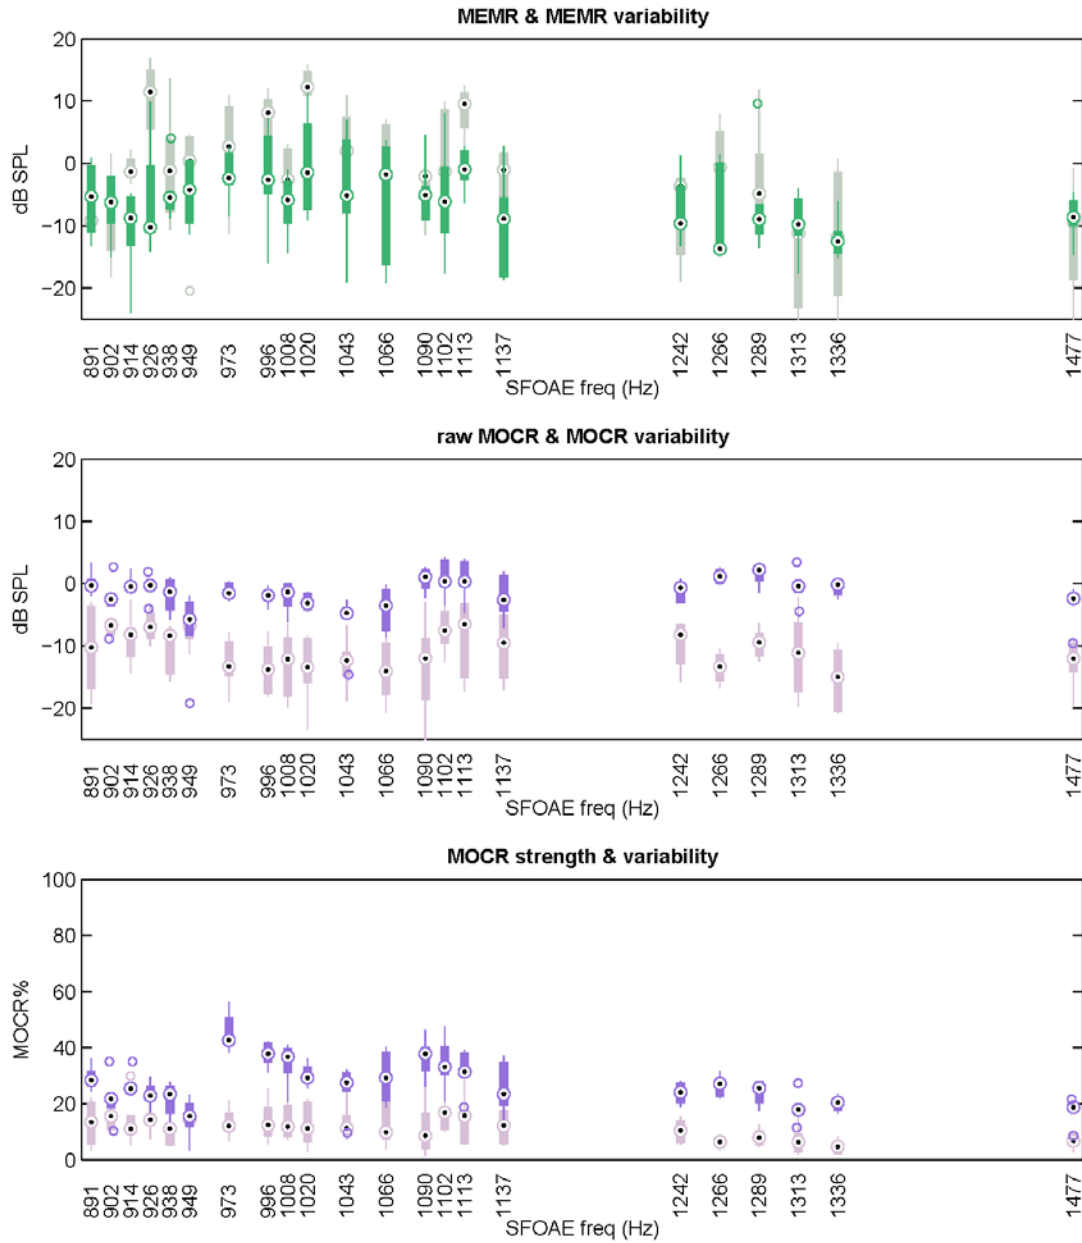 MEMR & MEMR variability
dB SPL
20
10
0
−10
−20
891 902 914 926 938 949 973 996 1008 1020 1043 1066 1090 1102 1113 1137 1242 1266 1289 1313 1336 1477
SFOAE freq (Hz)
raw MOCR & MOCR variability
dB SPL
20
10
0
−10
−20
891 902 914 926 938 949 973 996 1008 1020 1043 1066 1090 1102 1113 1137 1242 1266 1289 1313 1336 1477
SFOAE freq (Hz)
MOCR strength & variability
MOCR%
100
80
60
40
20
0
891 902 914 926 938 949 973 996 1008 1020 1043 1066 1090 1102 1113 1137 1242 1266 1289 1313 1336 1477
SFOAE freq (Hz)